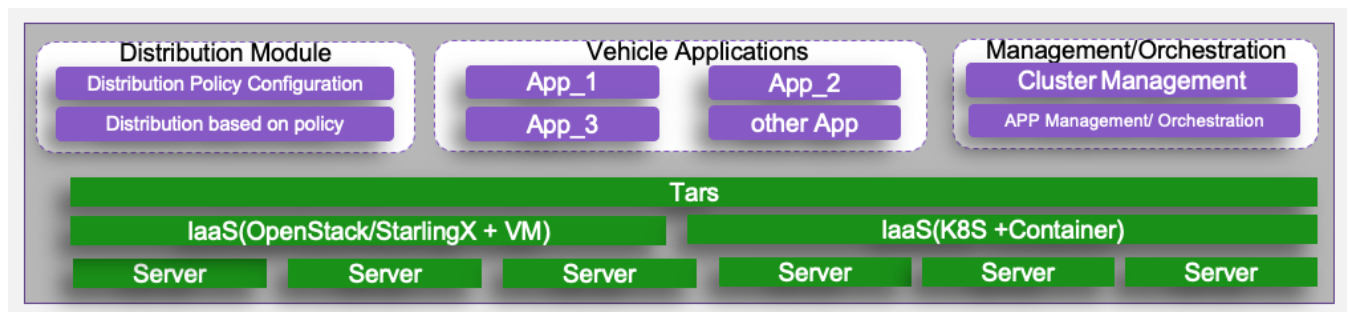 Distribution Module
Distribution Policy Configuration
Distribution based on policy
Vehicle Applications
App_1
App_2
App_3
other App
Management/Orchestration
Cluster Management
APP Management/ Orchestration
Tars
IaaS(OpenStack/StarlingX + VM)
IaaS(K8S +Container)
Server
Server
Server
Server
Server
Server